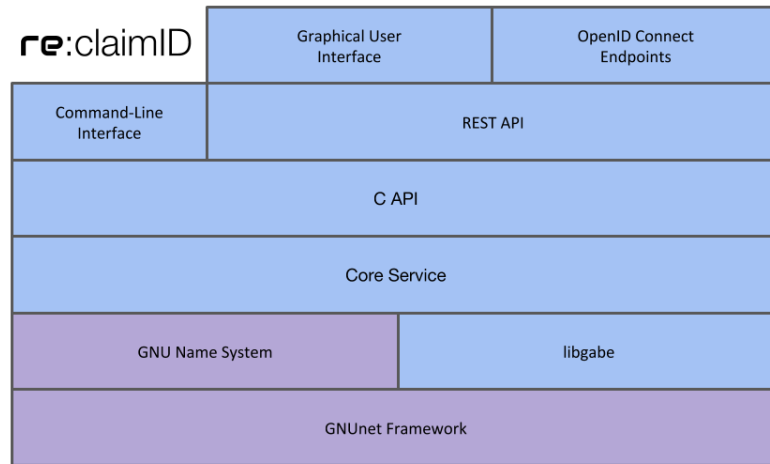 re:claimID
Graphical User
Interface
OpenID Connect
Endpoints
Command-Line
Interface
REST API
C API
Core Service
GNU Name System
libgabe
GNUnet Framework